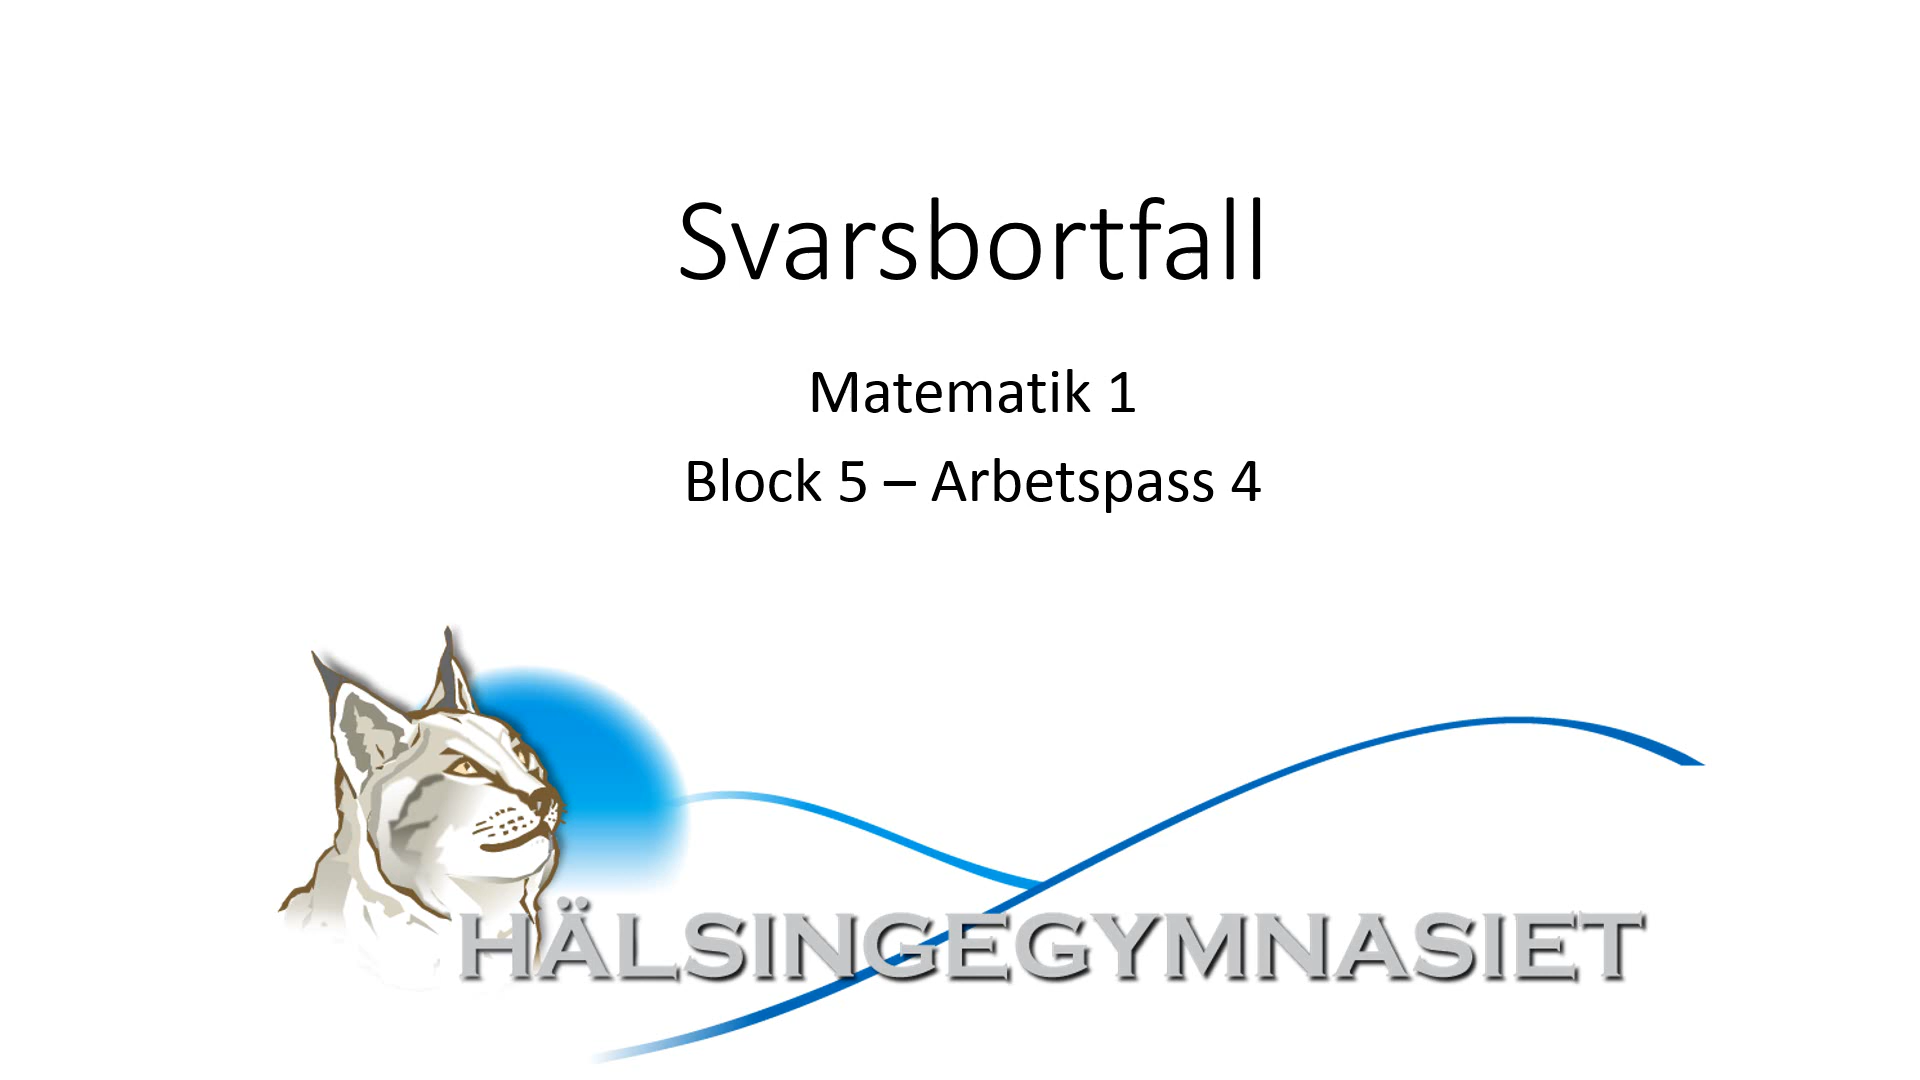 Svarsbortfall
Matematik 1
Block 5 – Arbetspass 4
HÄLSINGEGYMNASIET